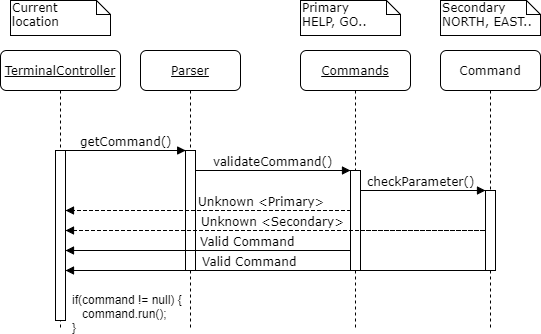 Current
location
Primary
HELP, GO..
Secondary
NORTH, EAST..
TerminalController
Parser
Commands
Command
getCommand()
validateCommand()
checkParameter()
Unknown <Primary>
Unknown <Secondary>
Valid Command
Valid Command
if(command != null) {
command.run();
}